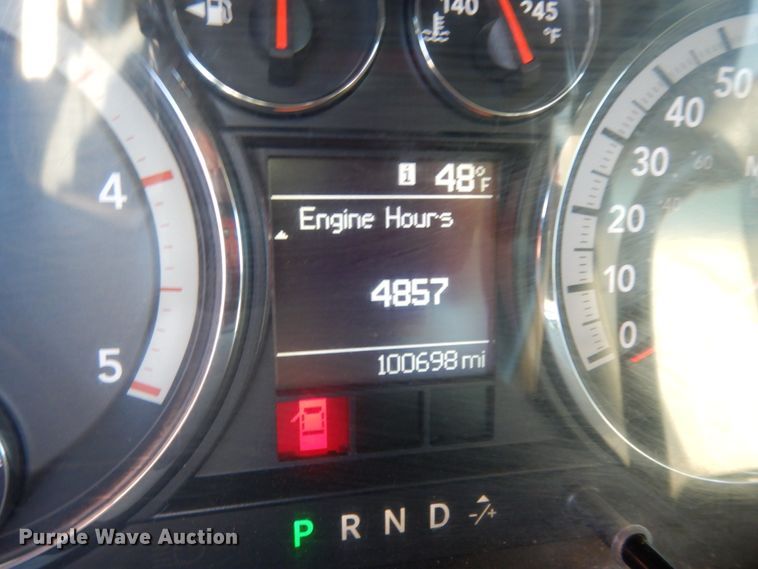 140 245
°F
50
40
60
4
30
i 48°F
Engine Hours
20
4857
10
0
5
100698 mi
P R N D -/+
Purple Wave Auction®